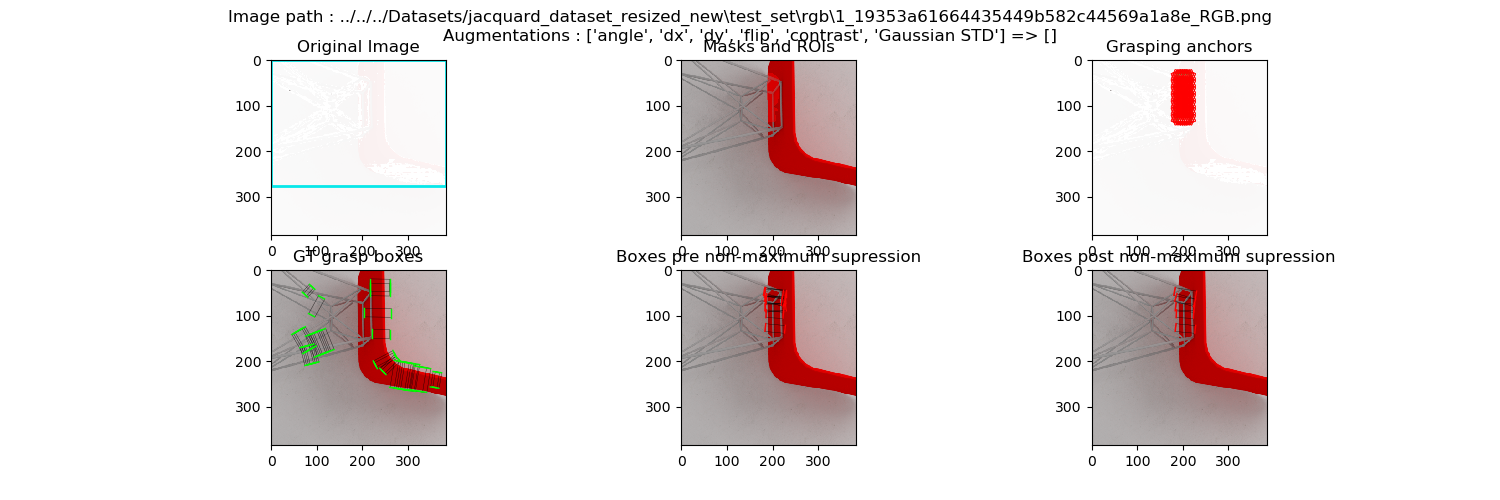 Image path : ../../../Datasets/jacquard_dataset_resized_new\test_set\rgb\1_19353a61664435449b582c44569a1a8e_RGB.png
Augmentations : ['angle', 'dx', 'dy', 'flip', 'contrast', 'Gaussian STD'] => []
Original Image
Masks and ROIs
Grasping anchors
0 0 0
100 100 100
200 200 200
300 300 300
0 100 200 300 0 100 200 300 0 100 200 300
GT grasp boxes
Boxes pre non-maximum supression
Boxes post non-maximum supression
0 0 0
100 100 100
200 200 200
300 300 300
0 100 200 300 0 100 200 300 0 100 200 300